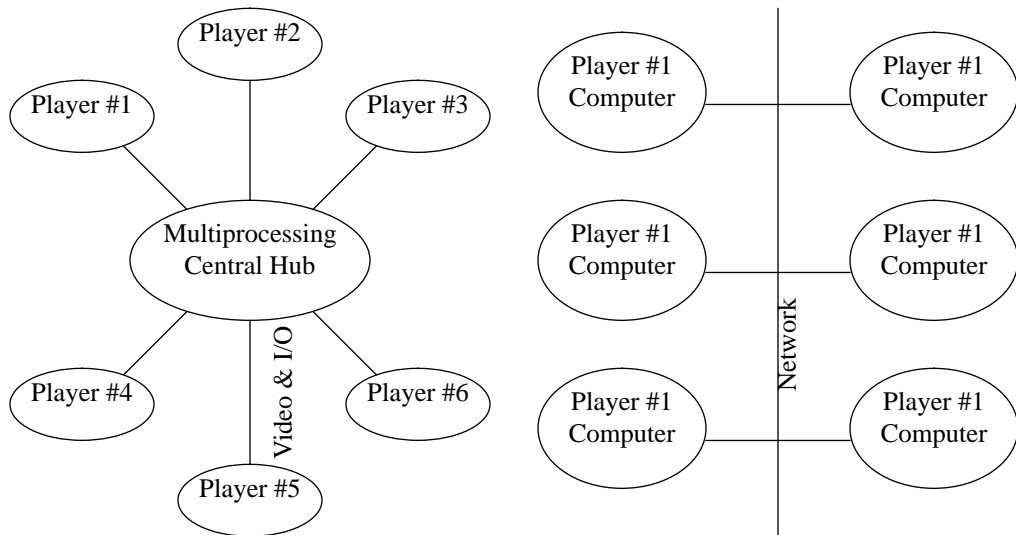 Player #2
Player #1
Player #3
Multiprocessing
Central Hub
Player #4
Video & I/O
Player #6
Player #5
Player #1
Computer
Player #1
Computer
Player #1
Computer
Player #1
Computer
Network
Player #1
Computer
Player #1
Computer